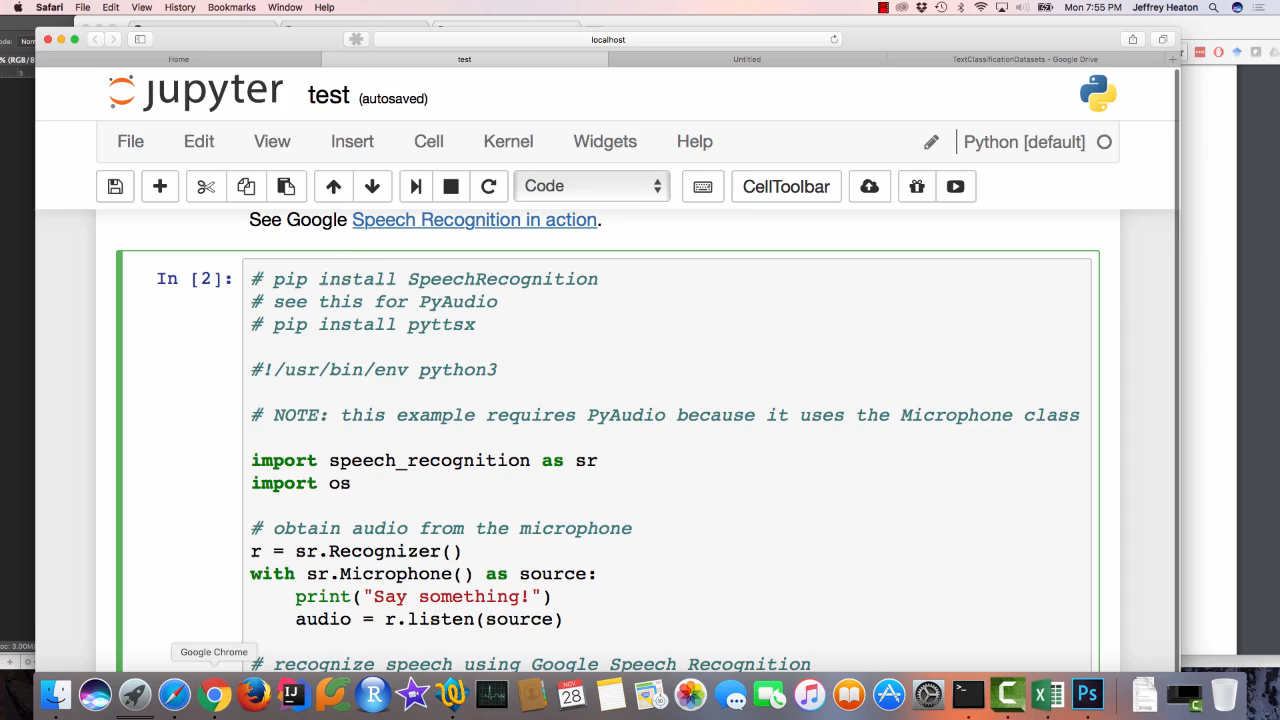 Safari File Edit View History Bookmarks Window Help Mon 7:55 PM Jeffrey Heaton
localhost
Home test Untitled TextClassificationDatasets - Google Drive
jupyter test (autosaved)
File Edit View Insert Cell Kernel Widgets Help Python [default]
Code CellToolbar
See Google Speech Recognition in action.
In [2]: # pip install SpeechRecognition
# see this for PyAudio
# pip install pyttsx
#!/usr/bin/env python3
# NOTE: this example requires PyAudio because it uses the Microphone class
import speech_recognition as sr
import os
# obtain audio from the microphone
r = sr.Recognizer()
with sr.Microphone() as source:
print("Say something!")
audio = r.listen(source)
Google Chrome
# recognize speech using Google Speech Recognition
NOV
28
R
Ps